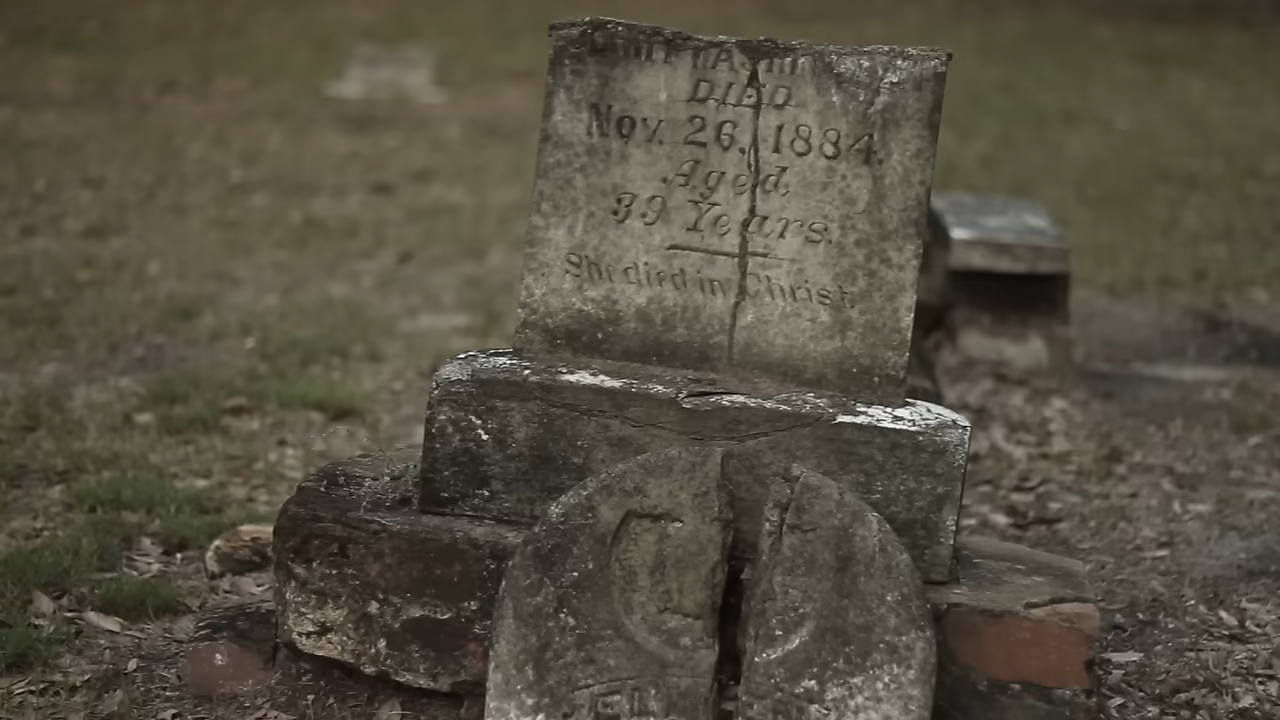 DIED
Nov. 26, 1884.
Aged,
39 Years.
She died in Christ.